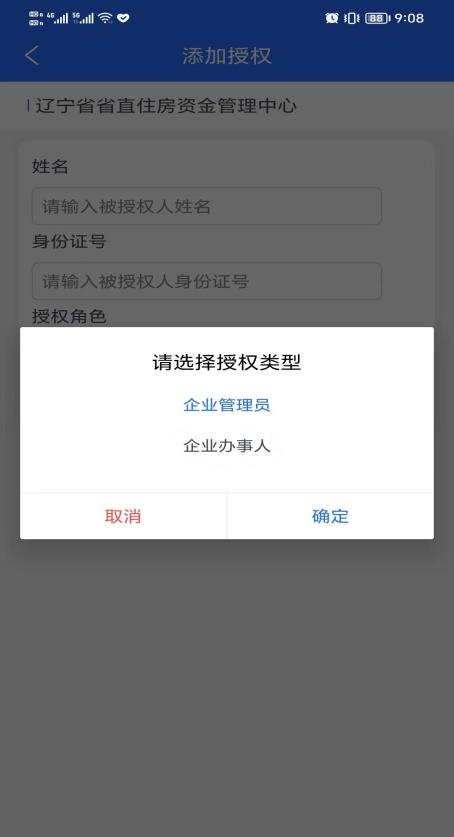 4G 5G 88 9:08
添加授权
辽宁省省直住房资金管理中心
姓名
请输入被授权人姓名
身份证号
请输入被授权人身份证号
授权角色
请选择授权类型
企业管理员
企业办事人
取消 确定